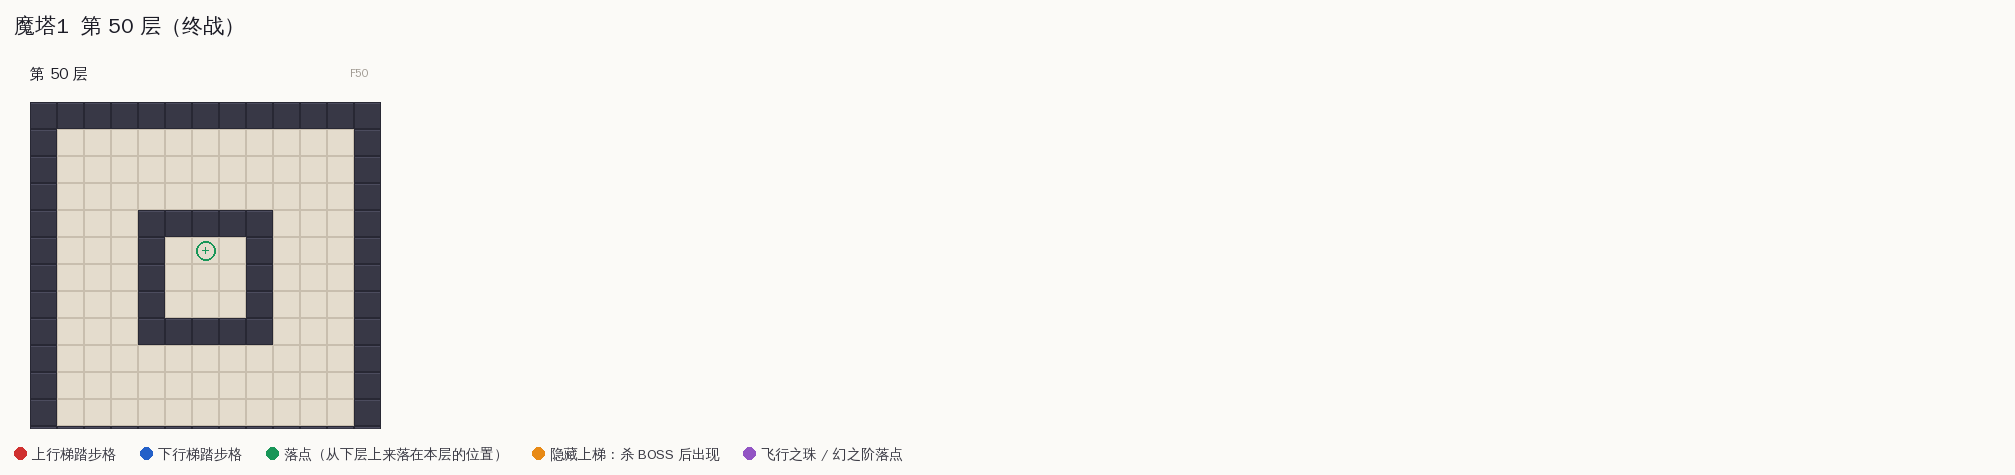 魔塔1 第 50 层（终战）
第 50 层
F50
上行梯踏步格
下行梯踏步格
落点（从下层上来落在本层的位置）
隐藏上梯：杀 BOSS 后出现
飞行之珠 / 幻之阶落点